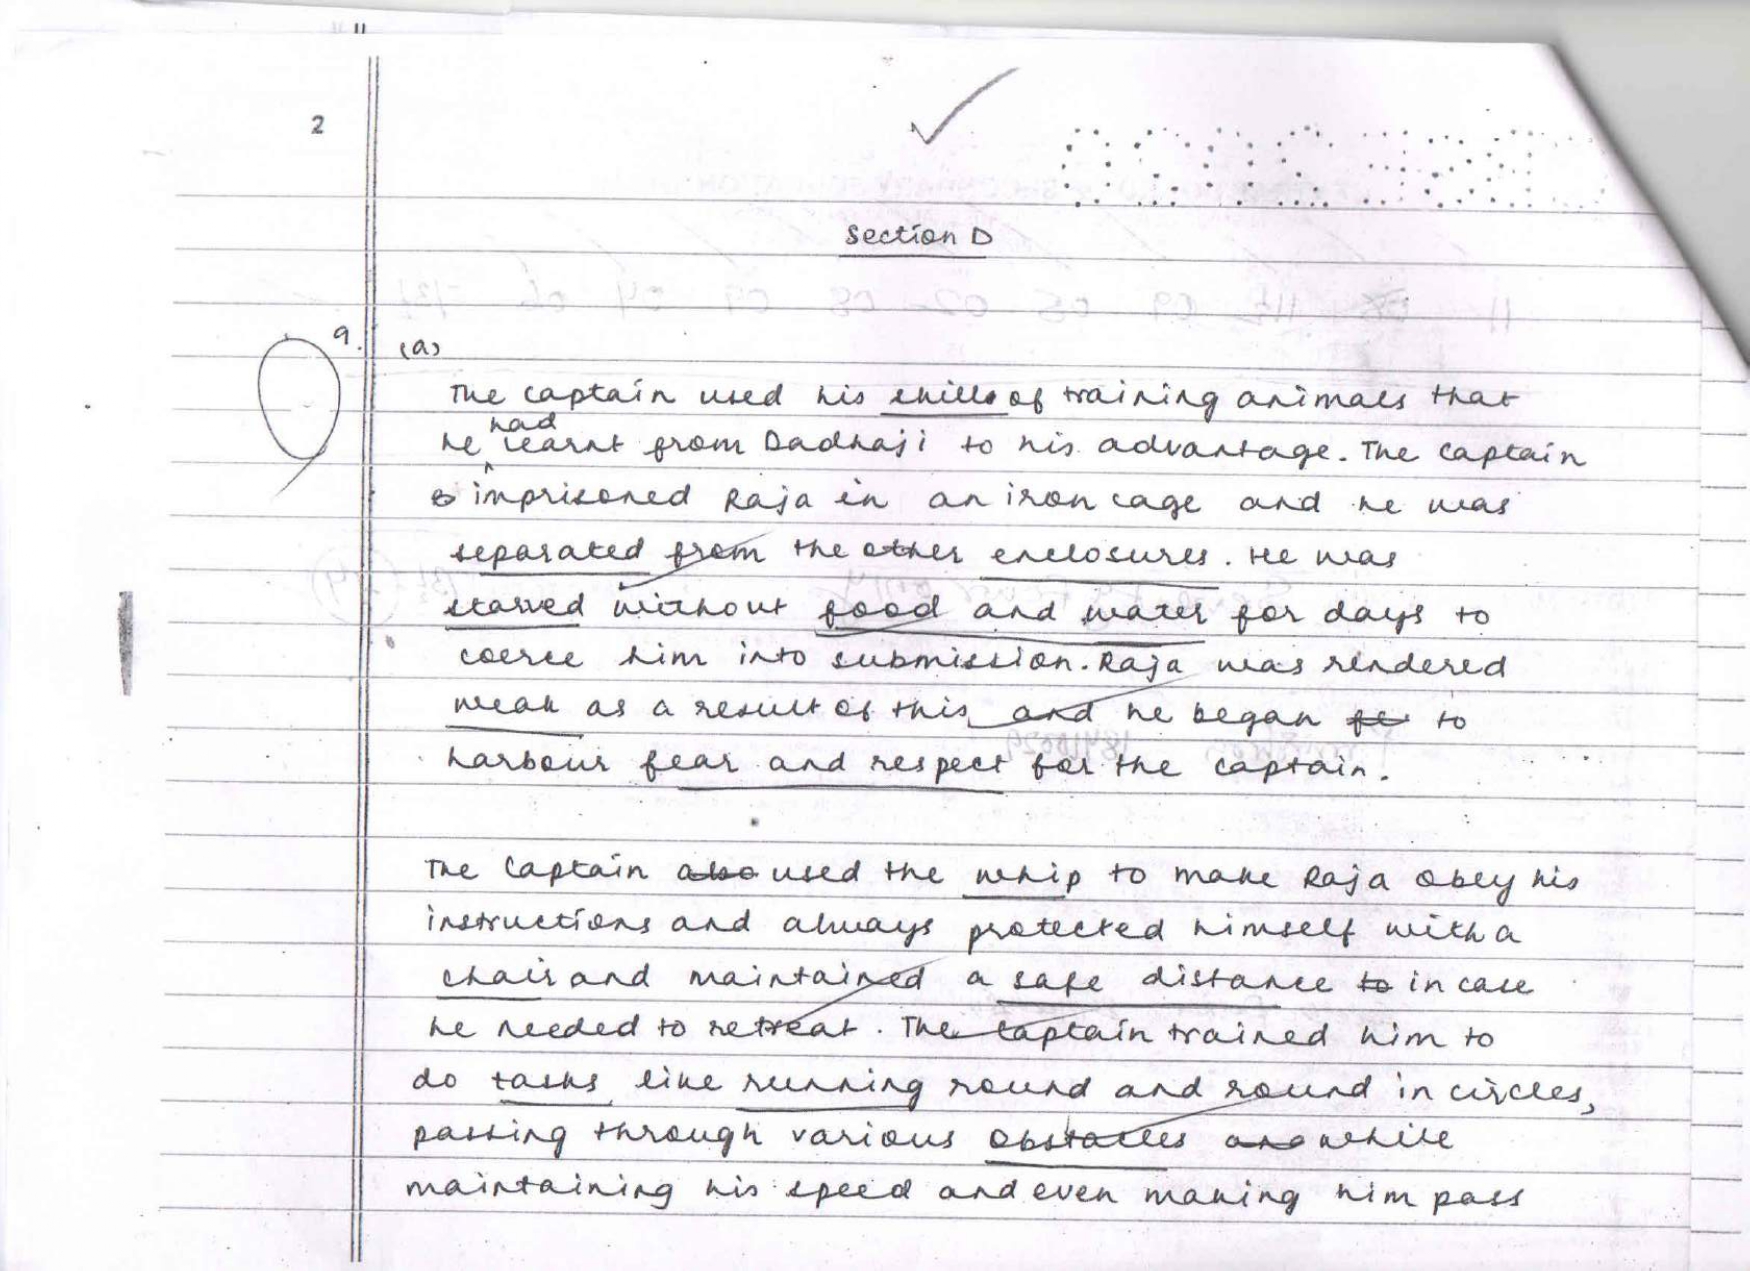 2
Section D
9. (a)
The Captain used his skills of training animals that
he had learnt from Dadhaji to his advantage. The Captain
imprisoned Raja in an iron cage and he was
separated from the other enclosures. He was
starved without food and water for days to
coerce him into submission. Raja was rendered
weak as a result of this and he began to
harbour fear and respect for the Captain.
The Captain also used the whip to make Raja obey his
instructions and always protected himself with a
chair and maintained a safe distance to in case
he needed to retreat. The Captain trained him to
do tasks like running round and round in circles,
passing through various obstacles and while
maintaining his speed and even making him pass